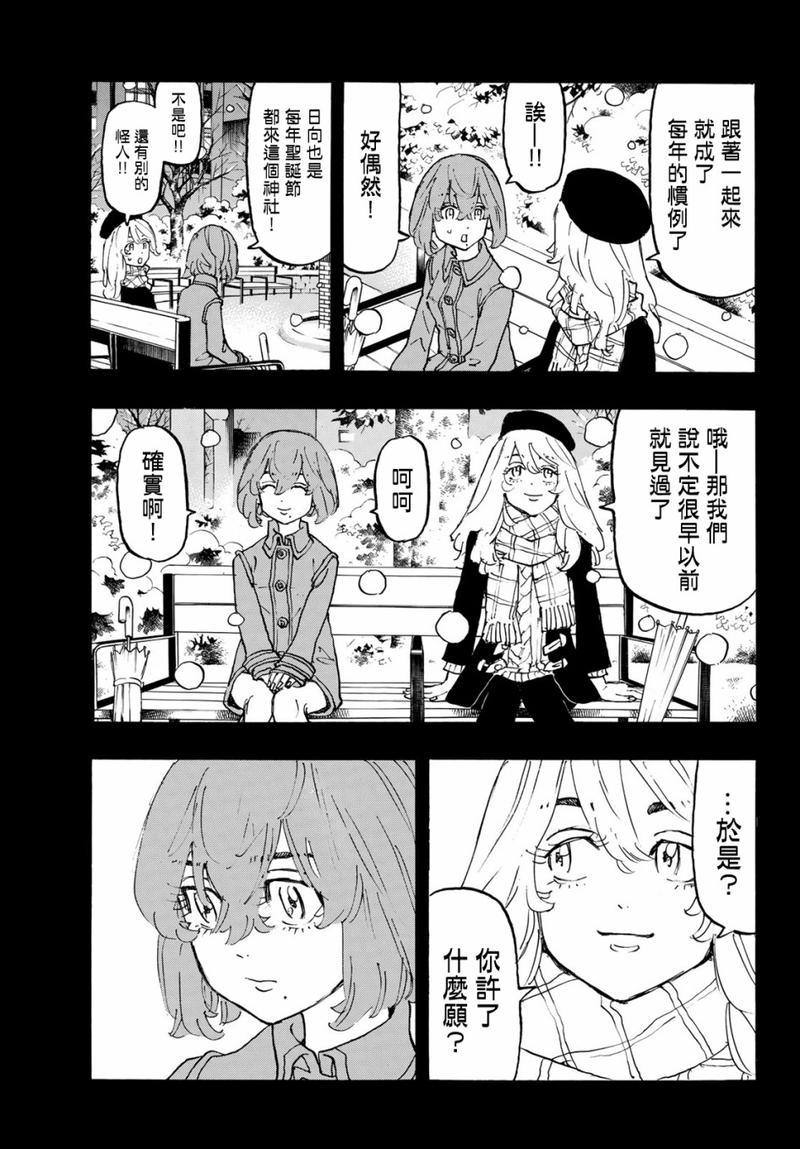 跟著一起來
就成了
每年的慣例了
誒一!!
好偶然！
日向也是
每年聖誕節
都來這個神社！
不是吧!!
還有別的
怪人!!
哦一那我們
說不定很早以前
就見過了
呵呵
確實啊！
…於是？
你許了
什麼願？